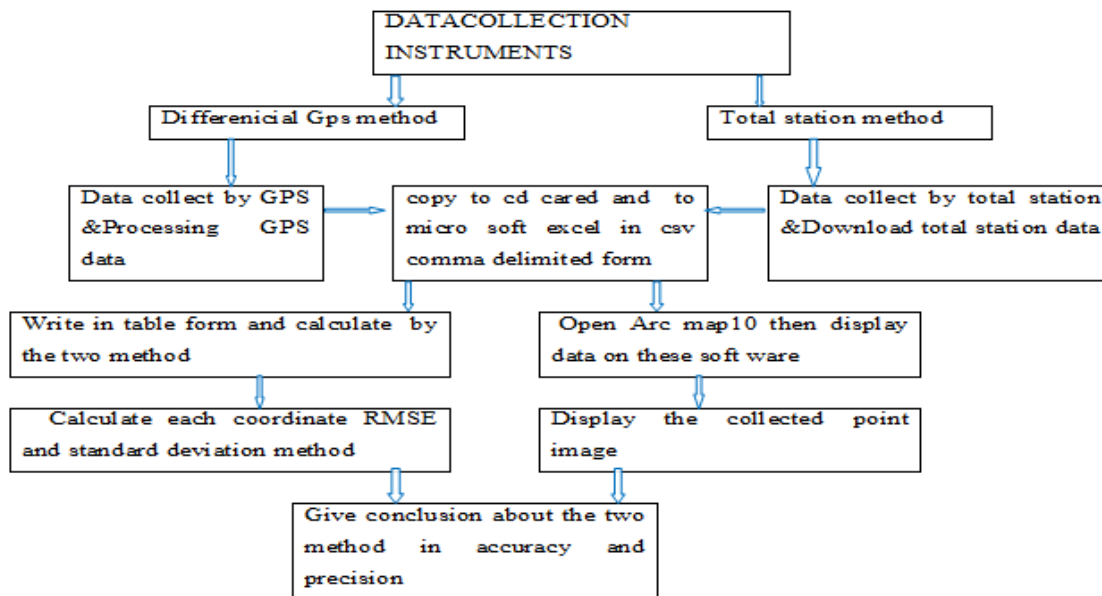 DATACOLLECTION
INSTRUMENTS
Differenicial Gps method
Total station method
Data collect by GPS
&Processing GPS
data
copy to cd cared and to
micro soft excel in csv
comma delimited form
Data collect by total station
&Download total station data
Write in table form and calculate by
the two method
Open Arc map10 then display
data on these soft ware
Calculate each coordinate RMSE
and standard deviation method
Display the collected point
image
Give conclusion about the two
method in accuracy and
precision